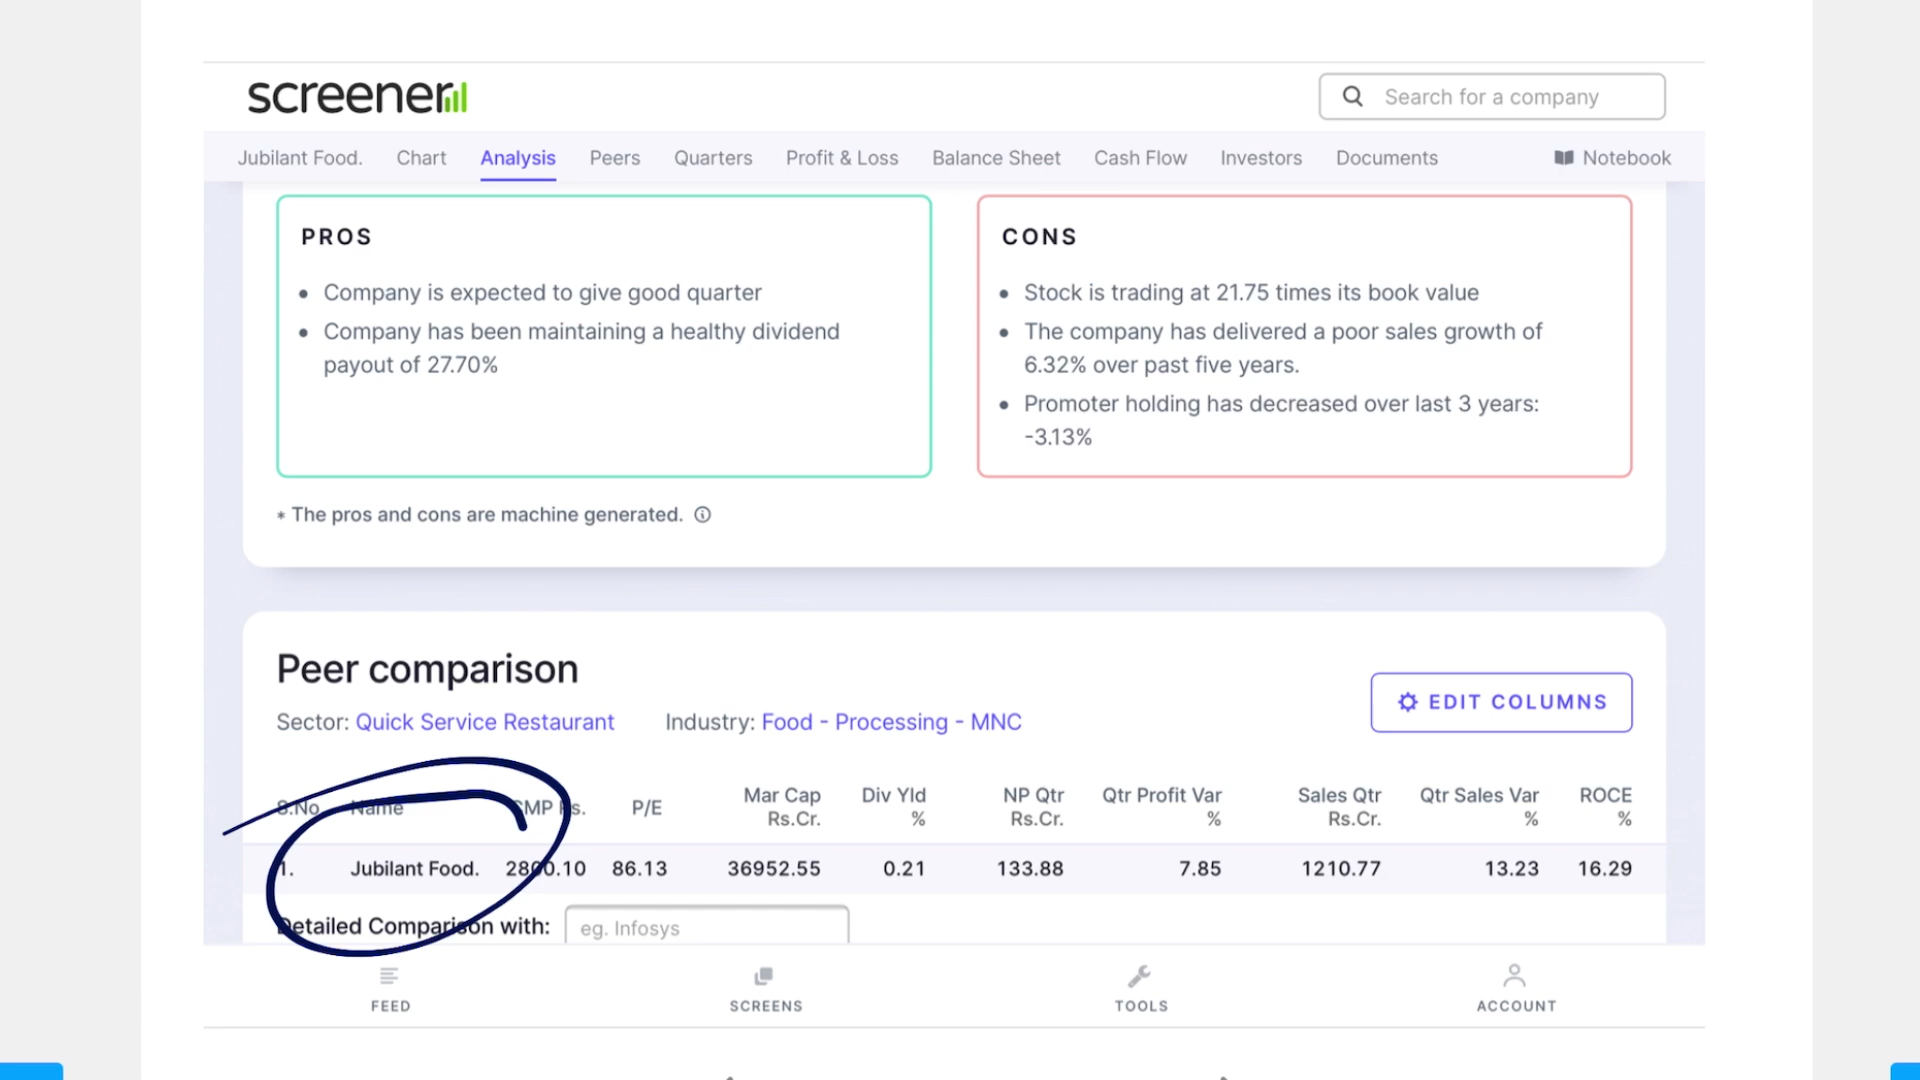 screener
Search for a company
Jubilant Food. Chart Analysis Peers Quarters Profit & Loss Balance Sheet Cash Flow Investors Documents Notebook
PROS
• Company is expected to give good quarter
• Company has been maintaining a healthy dividend
payout of 27.70%
CONS
• Stock is trading at 21.75 times its book value
• The company has delivered a poor sales growth of
6.32% over past five years.
• Promoter holding has decreased over last 3 years:
-3.13%
* The pros and cons are machine generated.
Peer comparison
Sector: Quick Service Restaurant Industry: Food - Processing - MNC
EDIT COLUMNS
S.No. Name CMP Rs. P/E Mar Cap Rs.Cr. Div Yld % NP Qtr Rs.Cr. Qtr Profit Var % Sales Qtr Rs.Cr. Qtr Sales Var % ROCE %
1. Jubilant Food. 2800.10 86.13 36952.55 0.21 133.88 7.85 1210.77 13.23 16.29
Detailed Comparison with: eg. Infosys
FEED SCREENS TOOLS ACCOUNT